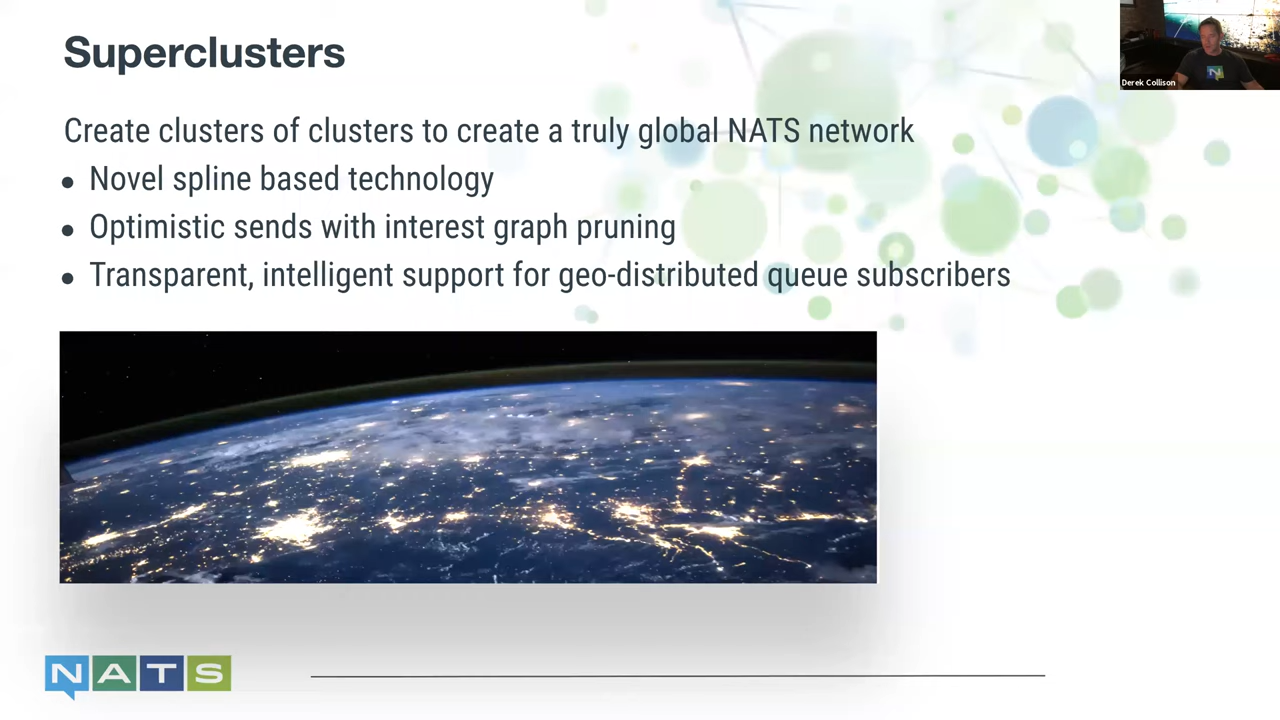 Superclusters
Derek Collison
Create clusters of clusters to create a truly global NATS network
• Novel spline based technology
• Optimistic sends with interest graph pruning
• Transparent, intelligent support for geo-distributed queue subscribers
NATS